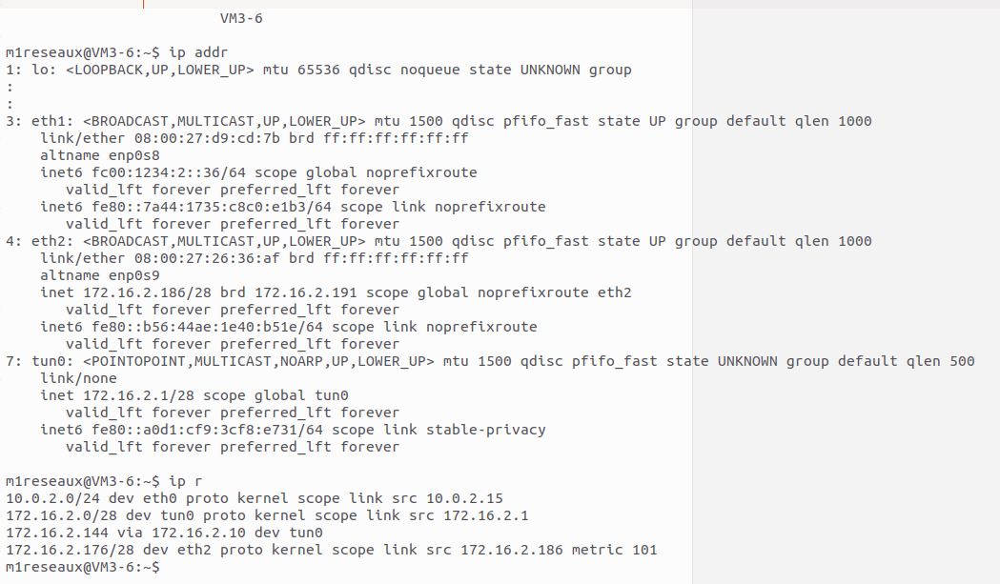 VM3-6
m1reseaux@VM3-6:~$ ip addr
1: lo: <LOOPBACK,UP,LOWER_UP> mtu 65536 qdisc noqueue state UNKNOWN group
:
:
3: eth1: <BROADCAST,MULTICAST,UP,LOWER_UP> mtu 1500 qdisc pfifo_fast state UP group default qlen 1000
link/ether 08:00:27:d9:cd:7b brd ff:ff:ff:ff:ff:ff
altname enp0s8
inet6 fc00:1234:2::36/64 scope global noprefixroute
valid_lft forever preferred_lft forever
inet6 fe80::7a44:1735:c8c0:e1b3/64 scope link noprefixroute
valid_lft forever preferred_lft forever
4: eth2: <BROADCAST,MULTICAST,UP,LOWER_UP> mtu 1500 qdisc pfifo_fast state UP group default qlen 1000
link/ether 08:00:27:26:36:af brd ff:ff:ff:ff:ff:ff
altname enp0s9
inet 172.16.2.186/28 brd 172.16.2.191 scope global noprefixroute eth2
valid_lft forever preferred_lft forever
inet6 fe80::b56:44ae:1e40:b51e/64 scope link noprefixroute
valid_lft forever preferred_lft forever
7: tun0: <POINTOPOINT,MULTICAST,NOARP,UP,LOWER_UP> mtu 1500 qdisc pfifo_fast state UNKNOWN group default qlen 500
link/none
inet 172.16.2.1/28 scope global tun0
valid_lft forever preferred_lft forever
inet6 fe80::a0d1:cf9:3cf8:e731/64 scope link stable-privacy
valid_lft forever preferred_lft forever
m1reseaux@VM3-6:~$ ip r
10.0.2.0/24 dev eth0 proto kernel scope link src 10.0.2.15
172.16.2.0/28 dev tun0 proto kernel scope link src 172.16.2.1
172.16.2.144 via 172.16.2.10 dev tun0
172.16.2.176/28 dev eth2 proto kernel scope link src 172.16.2.186 metric 101
m1reseaux@VM3-6:~$